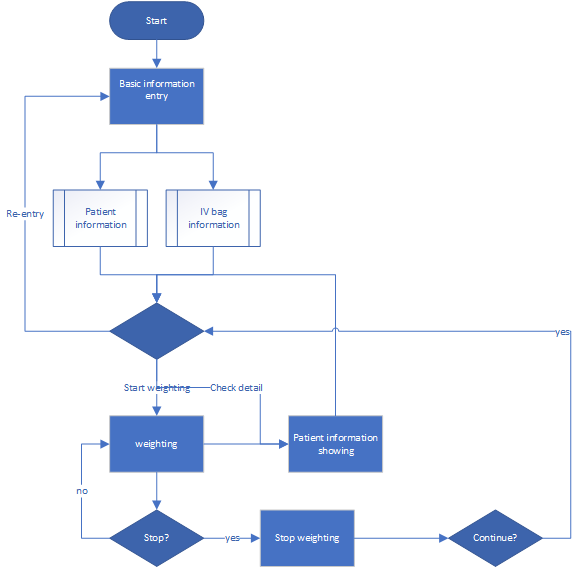 Start
Basic information
entry
Patient
information
IV bag
information
Re-entry
yes
Start weighting
Check detail
weighting
Patient information
showing
no
Stop?
yes
Stop weighting
Continue?